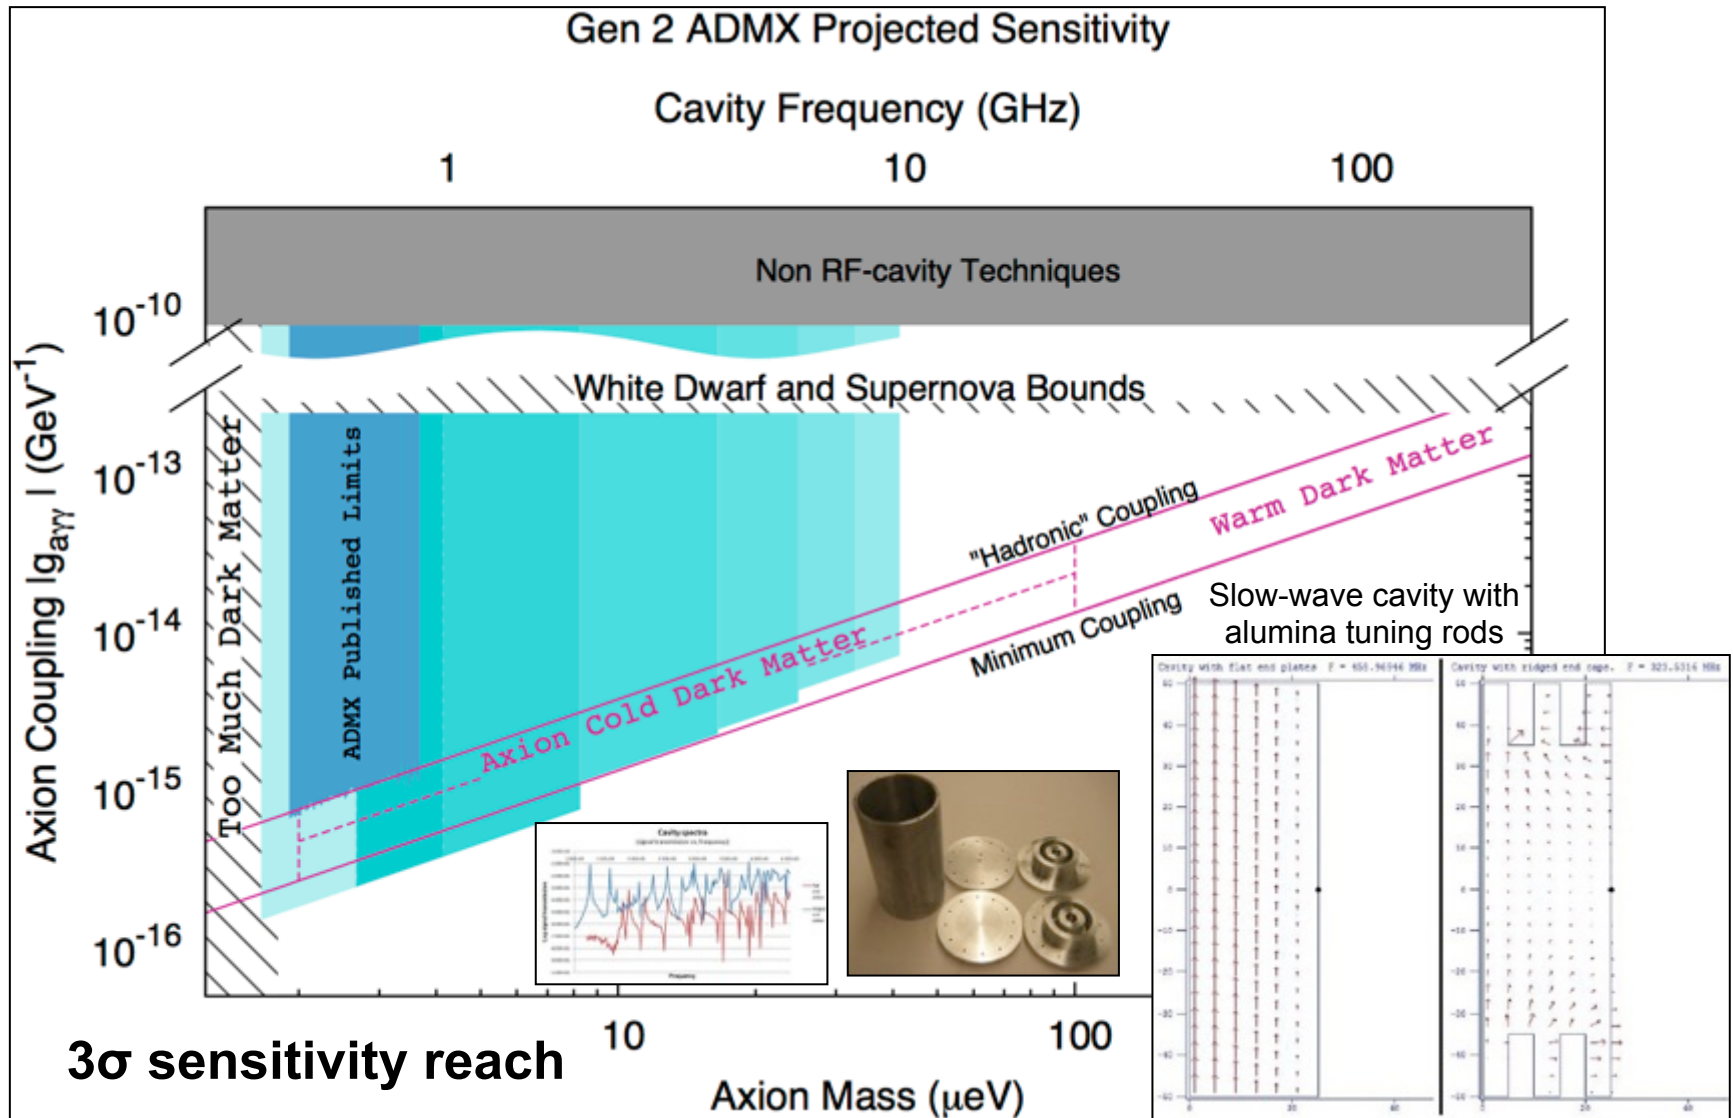 Gen 2 ADMX Projected Sensitivity
Cavity Frequency (GHz)
1 10 100
Non RF-cavity Techniques
10^-10
White Dwarf and Supernova Bounds
Axion Coupling |g_aγγ| (GeV^-1)
Too Much Dark Matter
ADMX Published Limits
10^-13
Warm Dark Matter
"Hadronic" Coupling
10^-14
Axion Cold Dark Matter
Minimum Coupling
Slow-wave cavity with
alumina tuning rods
10^-15
10^-16
Cavity spectra
Frequency
Cavity with flat end plates
Cavity with ridged end caps.
10 100
3σ sensitivity reach
Axion Mass (μeV)